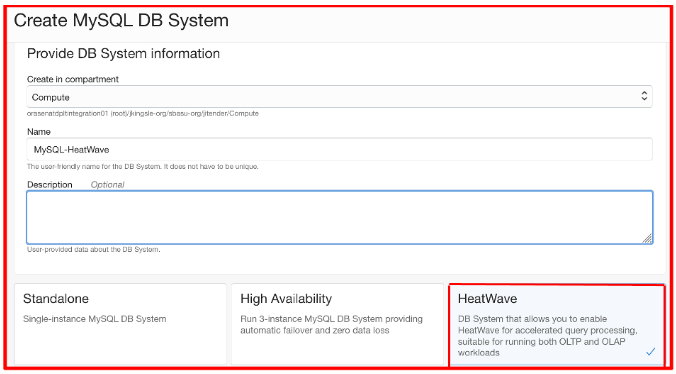 Create MySQL DB System
Provide DB System information
Create in compartment
Compute
orasenatdpltintegration01 (root)/jkingsle-org/sbasu-org/jitender/Compute
Name
MySQL-HeatWave
The user-friendly name for the DB System. It does not have to be unique.
Description Optional
User-provided data about the DB System.
Standalone
Single-instance MySQL DB System
High Availability
Run 3-instance MySQL DB System providing
automatic failover and zero data loss
HeatWave
DB System that allows you to enable
HeatWave for accelerated query processing,
suitable for running both OLTP and OLAP
workloads